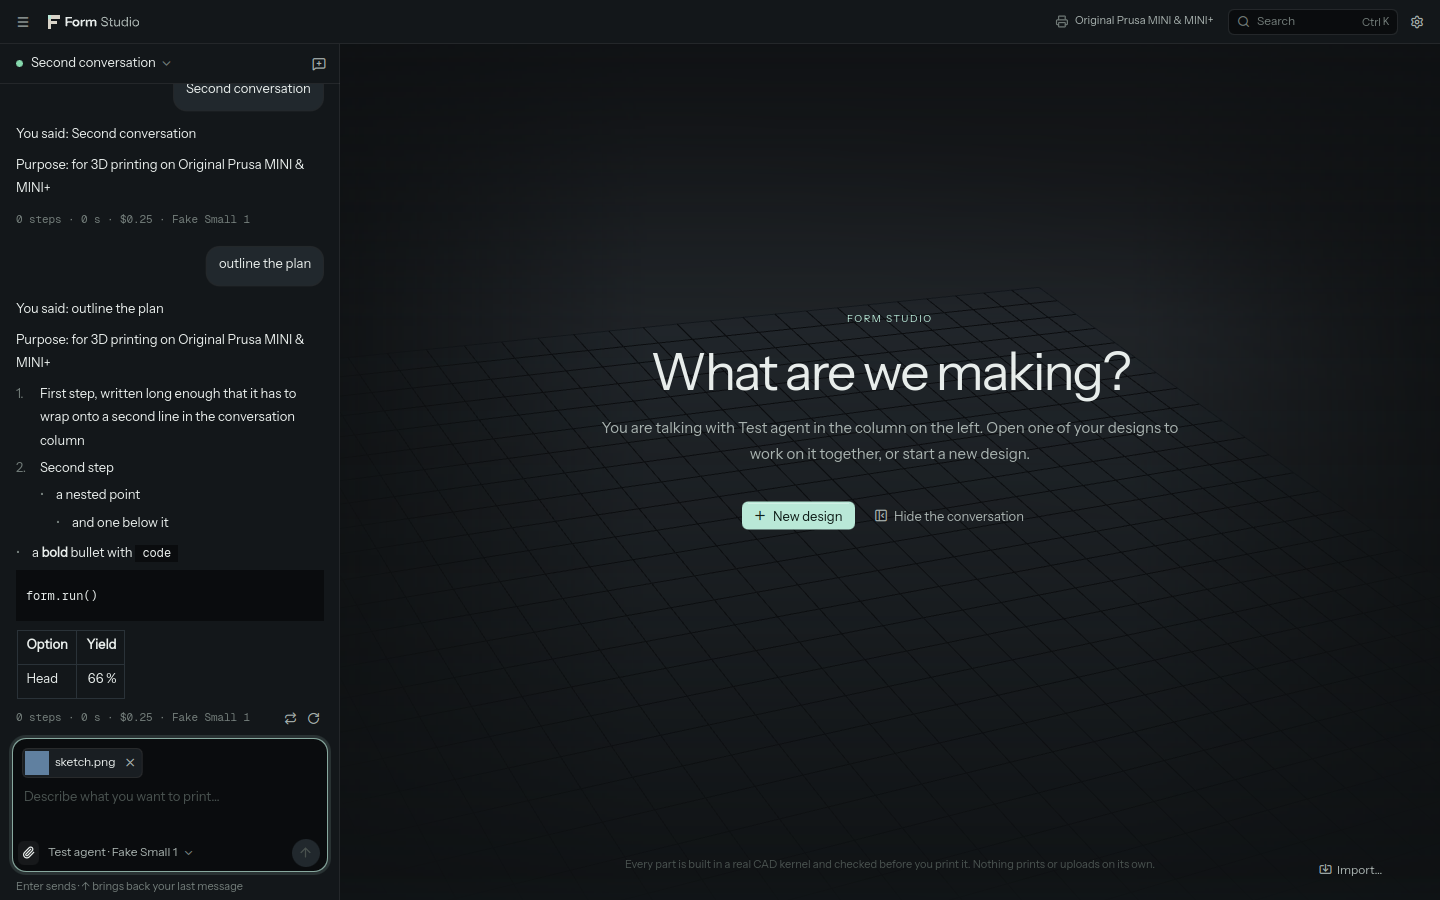 Form Studio
Original Prusa MINI & MINI+
Search
Ctrl K
Second conversation
Second conversation
You said: Second conversation
Purpose: for 3D printing on Original Prusa MINI &
MINI+
0 steps · 0 s · $0.25 · Fake Small 1
outline the plan
You said: outline the plan
Purpose: for 3D printing on Original Prusa MINI &
MINI+
1. First step, written long enough that it has to
wrap onto a second line in the conversation
column
2. Second step
· a nested point
· and one below it
· a bold bullet with code
form.run()
Option Yield
Head 66 %
0 steps · 0 s · $0.25 · Fake Small 1
sketch.png
Describe what you want to print...
Test agent · Fake Small 1
Enter sends · ↑ brings back your last message
FORM STUDIO
What are we making?
You are talking with Test agent in the column on the left. Open one of your designs to
work on it together, or start a new design.
New design
Hide the conversation
Every part is built in a real CAD kernel and checked before you print it. Nothing prints or uploads on its own.
Import...